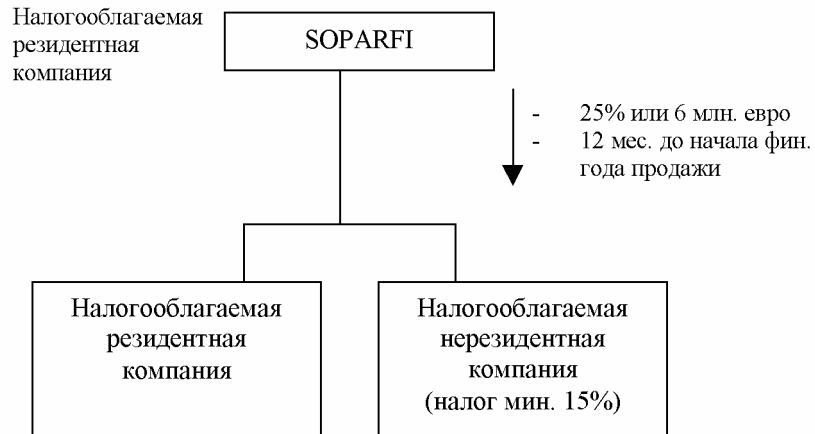 Налогооблагаемая
резидентная
компания
SOPARFI
- 25% или 6 млн. евро
- 12 мес. до начала фин.
года продажи
Налогооблагаемая
резидентная
компания
Налогооблагаемая
нерезидентная
компания
(налог мин. 15%)